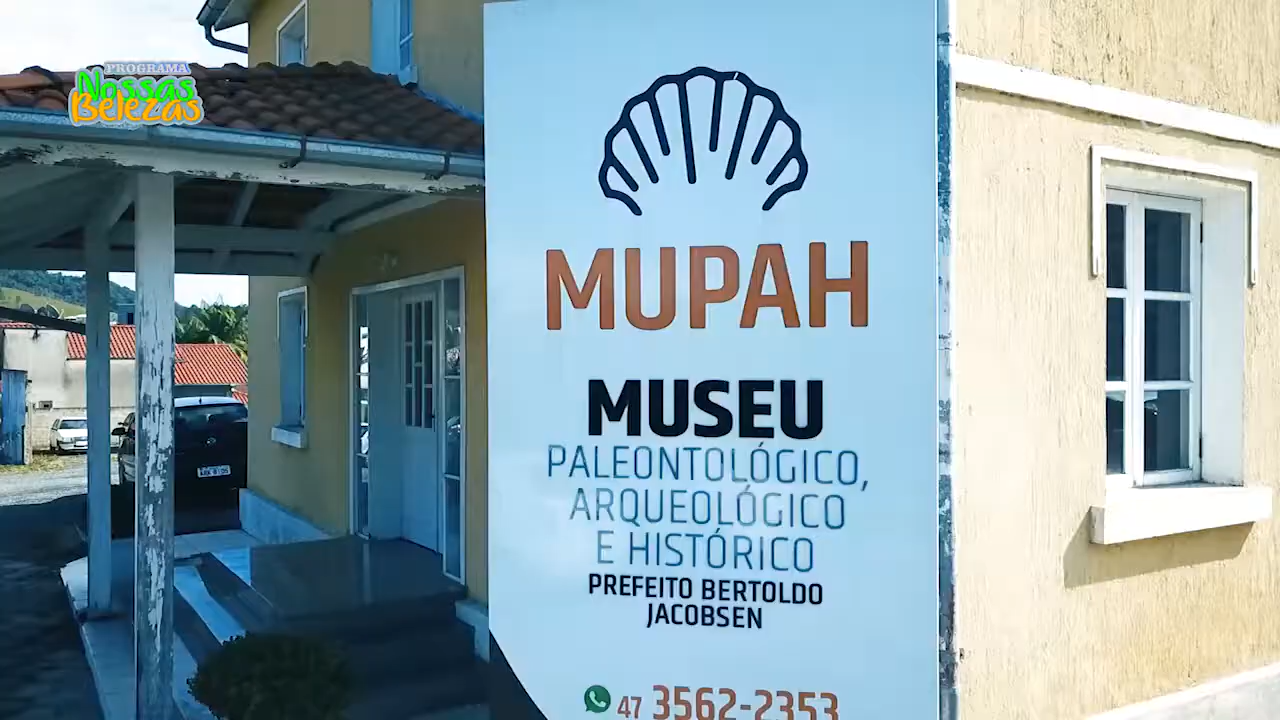 PROGRAMA
Nossas
Belezas
MUPAH
MUSEU
PALEONTOLÓGICO,
ARQUEOLÓGICO
E HISTÓRICO
PREFEITO BERTOLDO
JACOBSEN
47 3562-2353